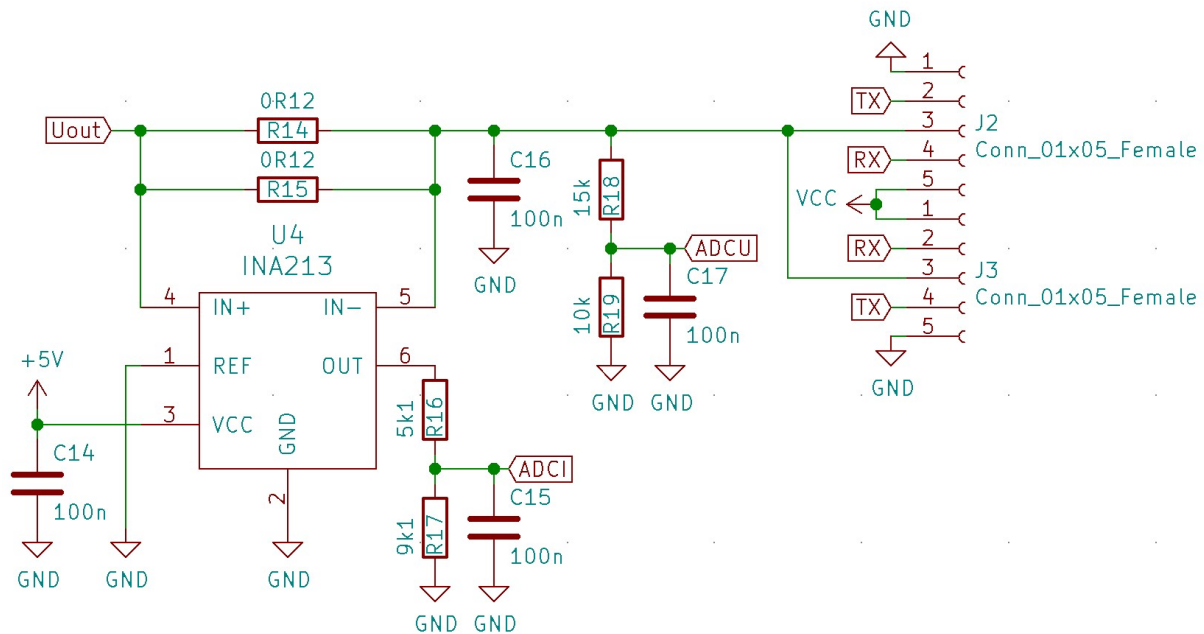 GND
1
TX 2
0R12
Uout R14 3 J2
Conn_01x05_Female
0R12 C16 RX 4
R15 15k R18 VCC 5
100n 1
U4
INA213 GND ADCU RX 2
C17 3 J3
Conn_01x05_Female
4 IN+ IN- 5 10k R19 100n TX 4
5
+5V 1 REF OUT 6 GND
GND GND
3 VCC GND 5k1 R16
C14 ADCI
100n 2 C15
9k1 R17 100n
GND GND GND
GND GND